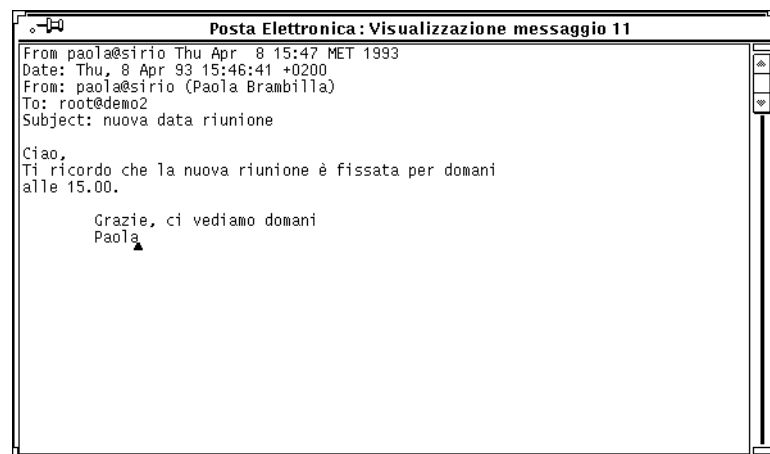 Posta Elettronica : Visualizzazione messaggio 11
From paola@sirio Thu Apr  8 15:47 MET 1993
Date: Thu, 8 Apr 93 15:46:41 +0200
From: paola@sirio (Paola Brambilla)
To: root@demo2
Subject: nuova data riunione
Ciao,
Ti ricordo che la nuova riunione è fissata per domani
alle 15.00.
Grazie, ci vediamo domani
Paola